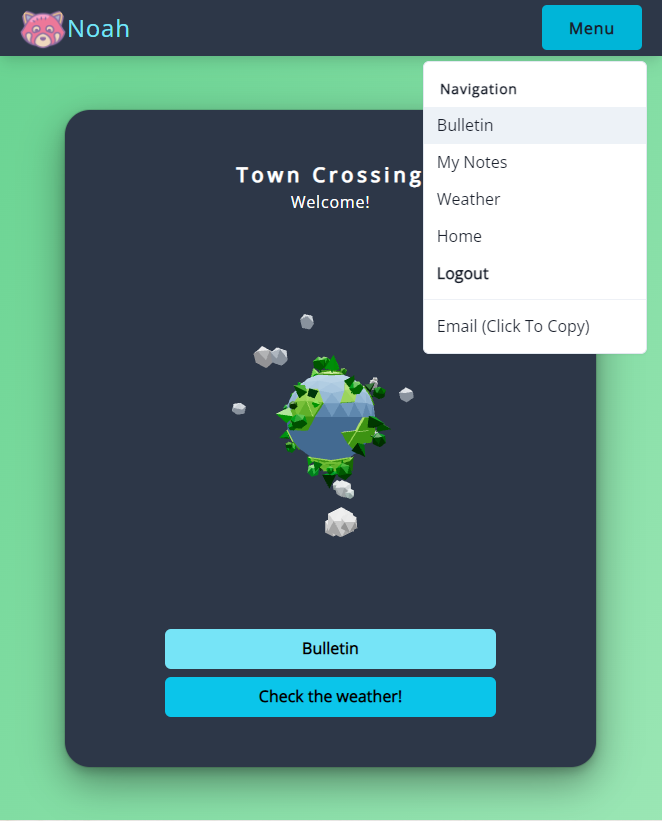 Noah
Menu
Navigation
Bulletin
My Notes
Weather
Home
Logout
Email (Click To Copy)
Town Crossing
Welcome!
Bulletin
Check the weather!